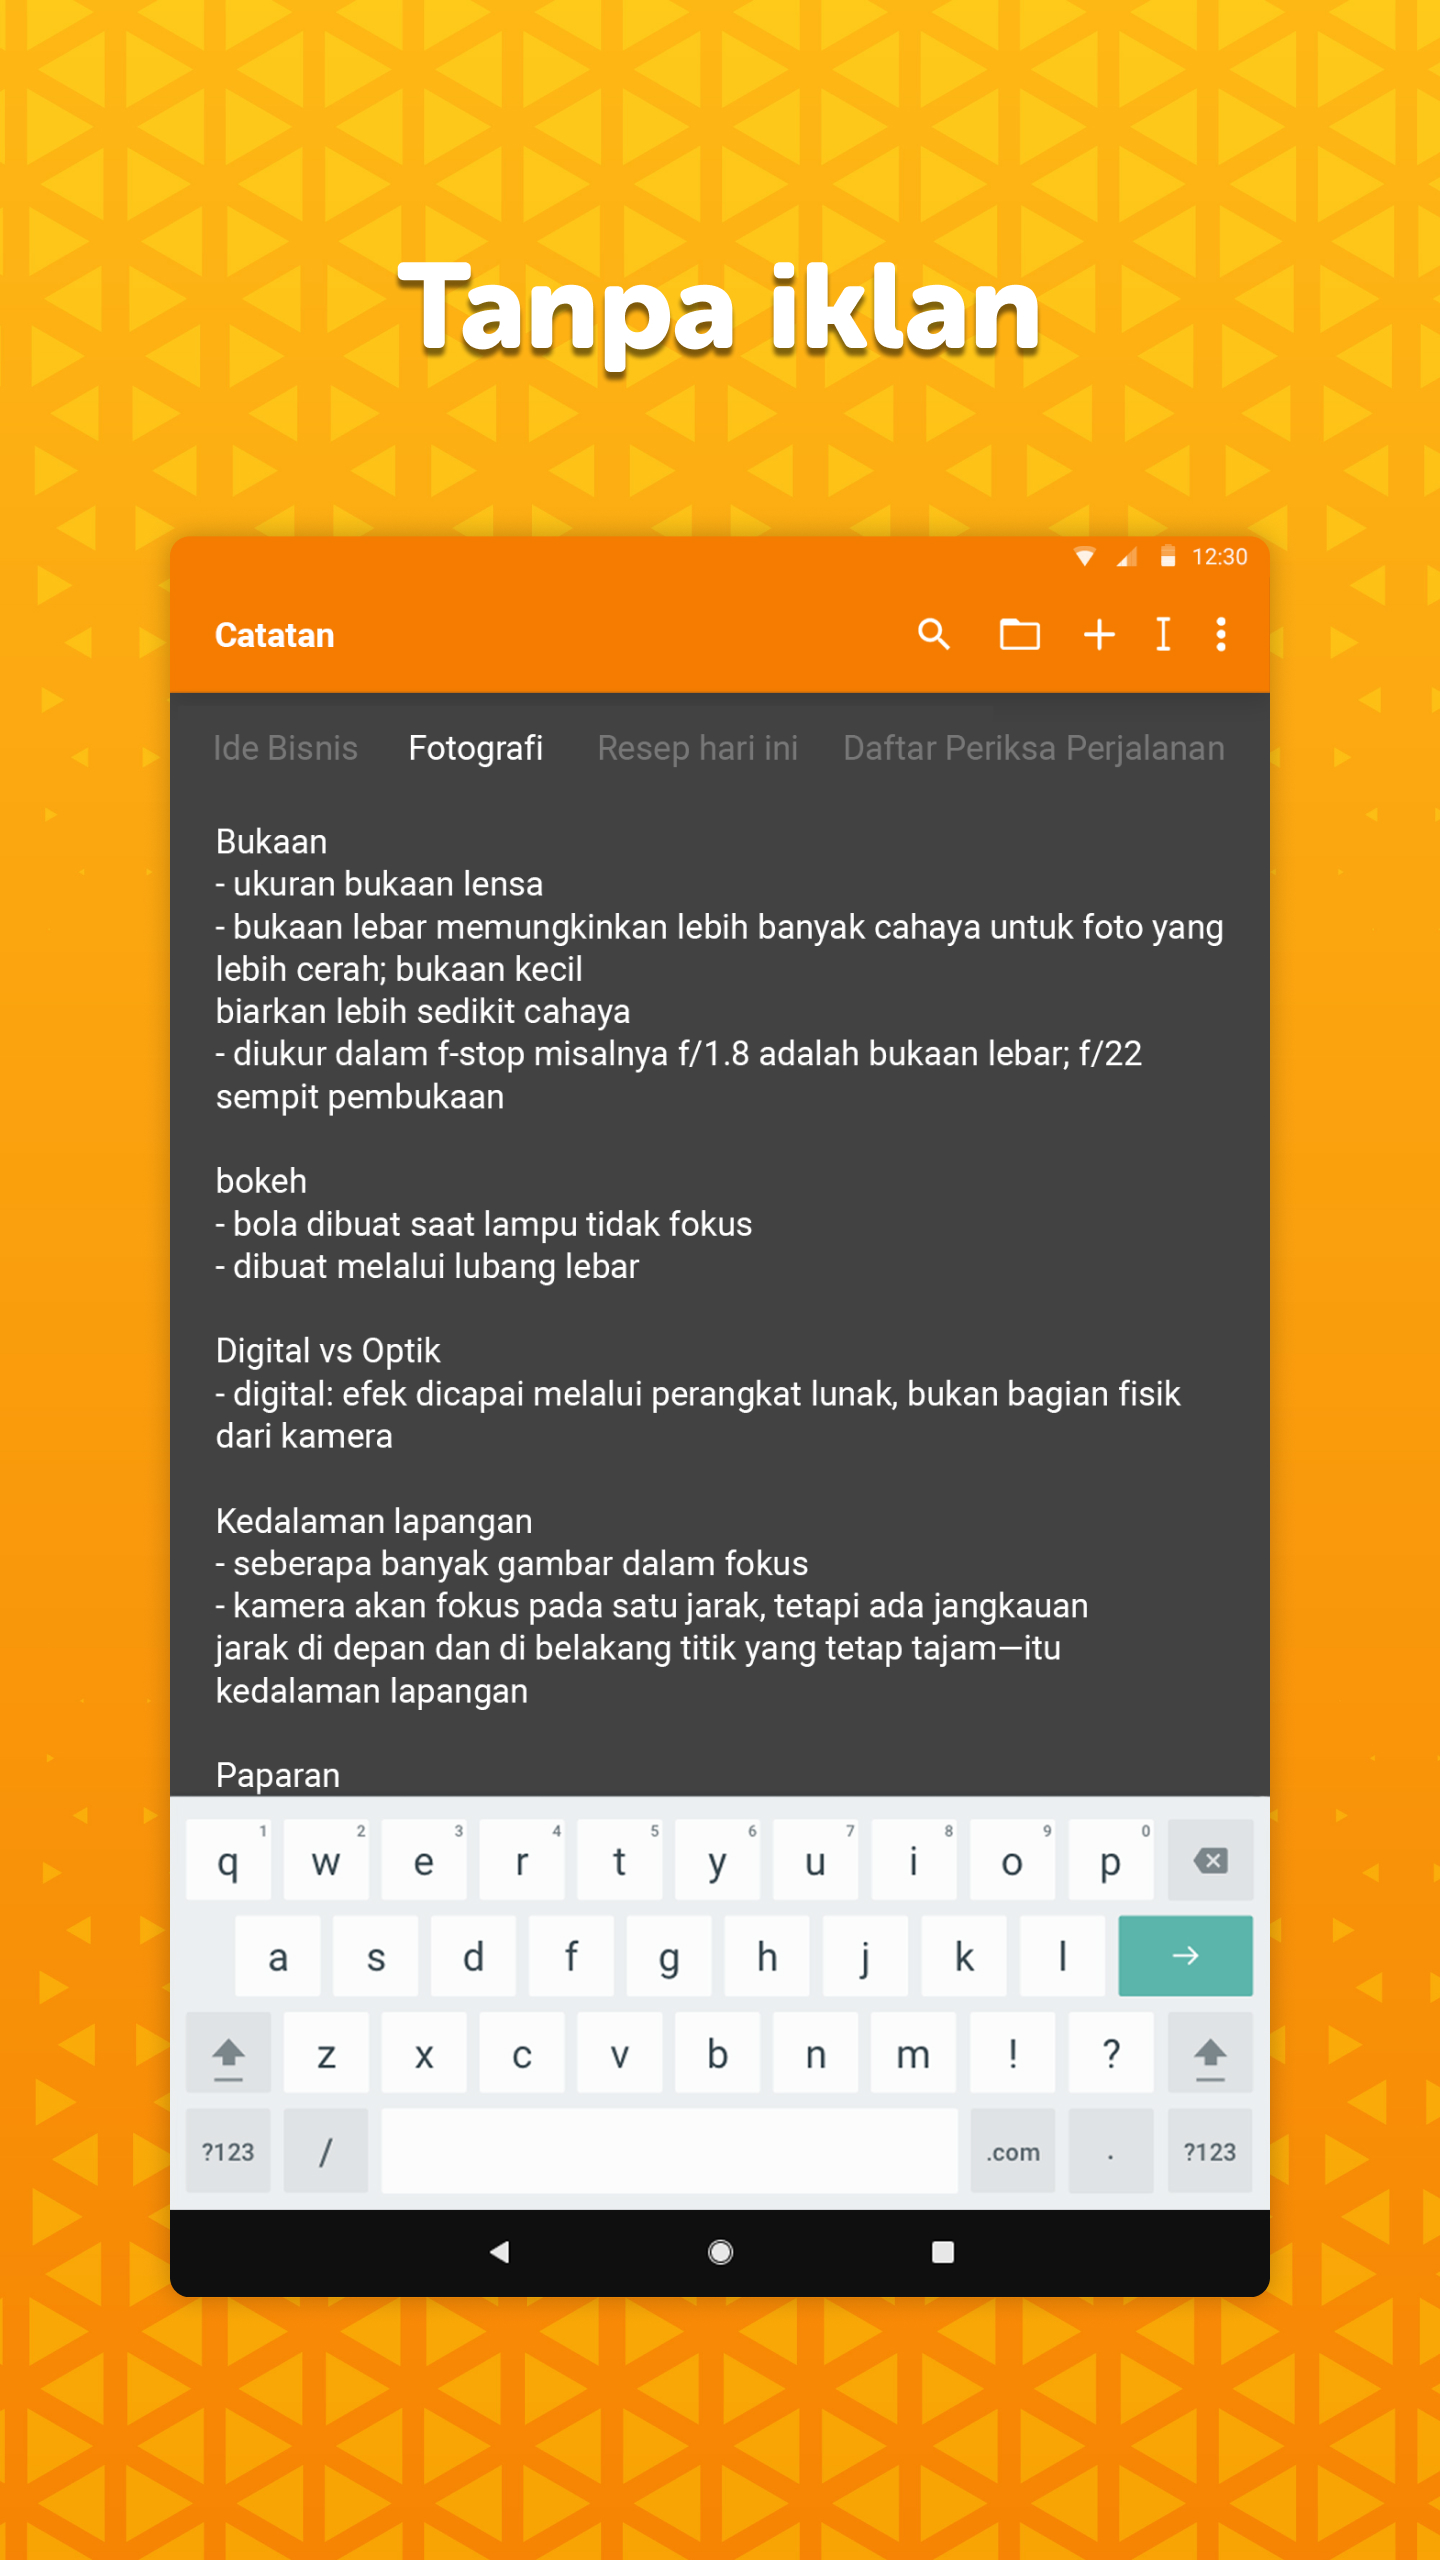 Tanpa iklan
12:30
Catatan
Ide Bisnis Fotografi Resep hari ini Daftar Periksa Perjalanan
Bukaan
- ukuran bukaan lensa
- bukaan lebar memungkinkan lebih banyak cahaya untuk foto yang
lebih cerah; bukaan kecil
biarkan lebih sedikit cahaya
- diukur dalam f-stop misalnya f/1.8 adalah bukaan lebar; f/22
sempit pembukaan
bokeh
- bola dibuat saat lampu tidak fokus
- dibuat melalui lubang lebar
Digital vs Optik
- digital: efek dicapai melalui perangkat lunak, bukan bagian fisik
dari kamera
Kedalaman lapangan
- seberapa banyak gambar dalam fokus
- kamera akan fokus pada satu jarak, tetapi ada jangkauan
jarak di depan dan di belakang titik yang tetap tajam—itu
kedalaman lapangan
Paparan
1 2 3 4 5 6 7 8 9 0
q w e r t y u i o p
a s d f g h j k l
z x c v b n m ! ?
?123 / .com . ?123